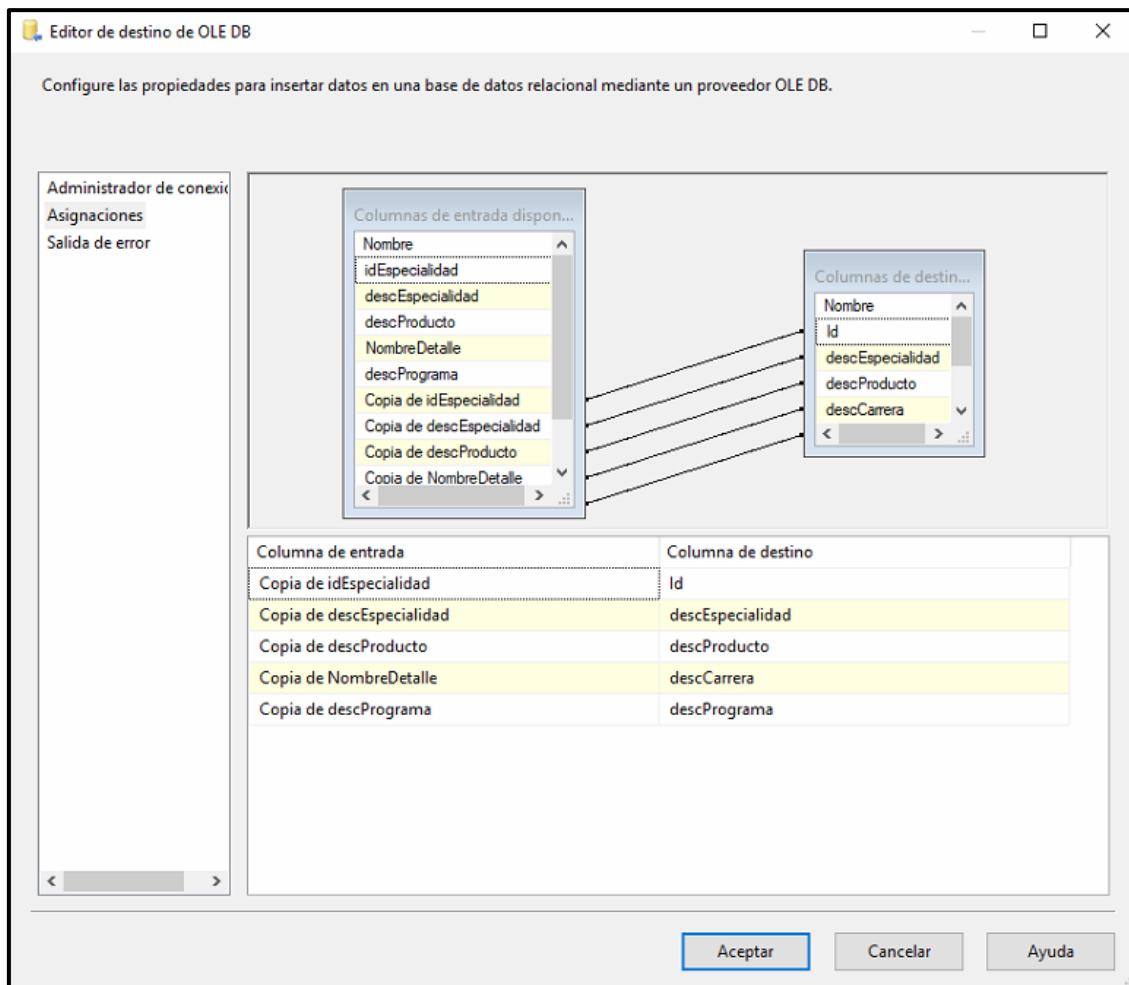 Editor de destino de OLE DB
Configure las propiedades para insertar datos en una base de datos relacional mediante un proveedor OLE DB.
Administrador de conexi
Asignaciones
Salida de error
Columnas de entrada dispon...
Nombre
idEspecialidad
descEspecialidad
descProducto
NombreDetalle
descPrograma
Copia de idEspecialidad
Copia de descEspecialidad
Copia de descProducto
Copia de NombreDetalle
Columnas de destin...
Nombre
Id
descEspecialidad
descProducto
descCarrera
Columna de entrada Columna de destino
Copia de idEspecialidad Id
Copia de descEspecialidad descEspecialidad
Copia de descProducto descProducto
Copia de NombreDetalle descCarrera
Copia de descPrograma descPrograma
Aceptar Cancelar Ayuda